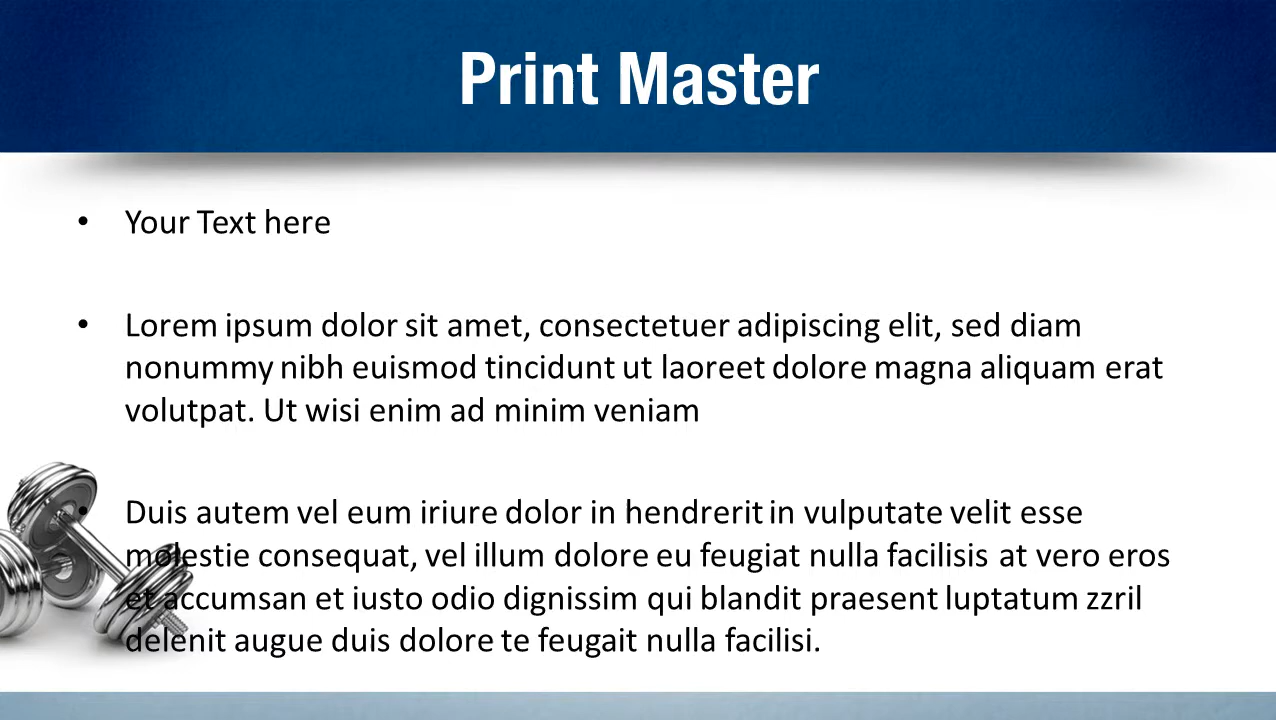 Print Master
• Your Text here
• Lorem ipsum dolor sit amet, consectetuer adipiscing elit, sed diam
nonummy nibh euismod tincidunt ut laoreet dolore magna aliquam erat
volutpat. Ut wisi enim ad minim veniam
• Duis autem vel eum iriure dolor in hendrerit in vulputate velit esse
molestie consequat, vel illum dolore eu feugiat nulla facilisis at vero eros
et accumsan et iusto odio dignissim qui blandit praesent luptatum zzril
delenit augue duis dolore te feugait nulla facilisi.